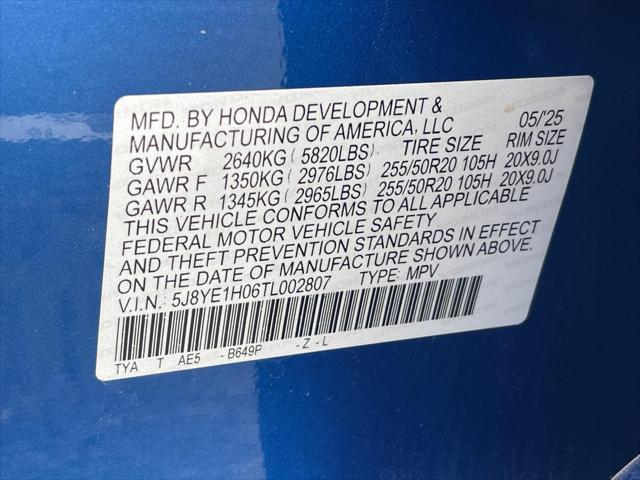 MFD. BY HONDA DEVELOPMENT & 05/'25
MANUFACTURING OF AMERICA, LLC
GVWR 2640KG ( 5820LBS) TIRE SIZE RIM SIZE
GAWR F 1350KG ( 2976LBS) 255/50R20 105H 20X9.0J
GAWR R 1345KG ( 2965LBS) 255/50R20 105H 20X9.0J
THIS VEHICLE CONFORMS TO ALL APPLICABLE
FEDERAL MOTOR VEHICLE SAFETY
AND THEFT PREVENTION STANDARDS IN EFFECT
ON THE DATE OF MANUFACTURE SHOWN ABOVE.
V.I.N.: 5J8YE1H06TL002807 TYPE: MPV
TYA T AE5 - B649P - Z - L